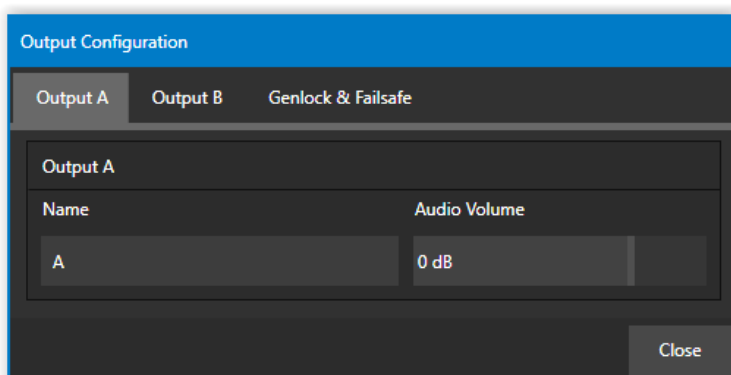 Output Configuration
Output A Output B Genlock & Failsafe
Output A
Name Audio Volume
A 0 dB
Close